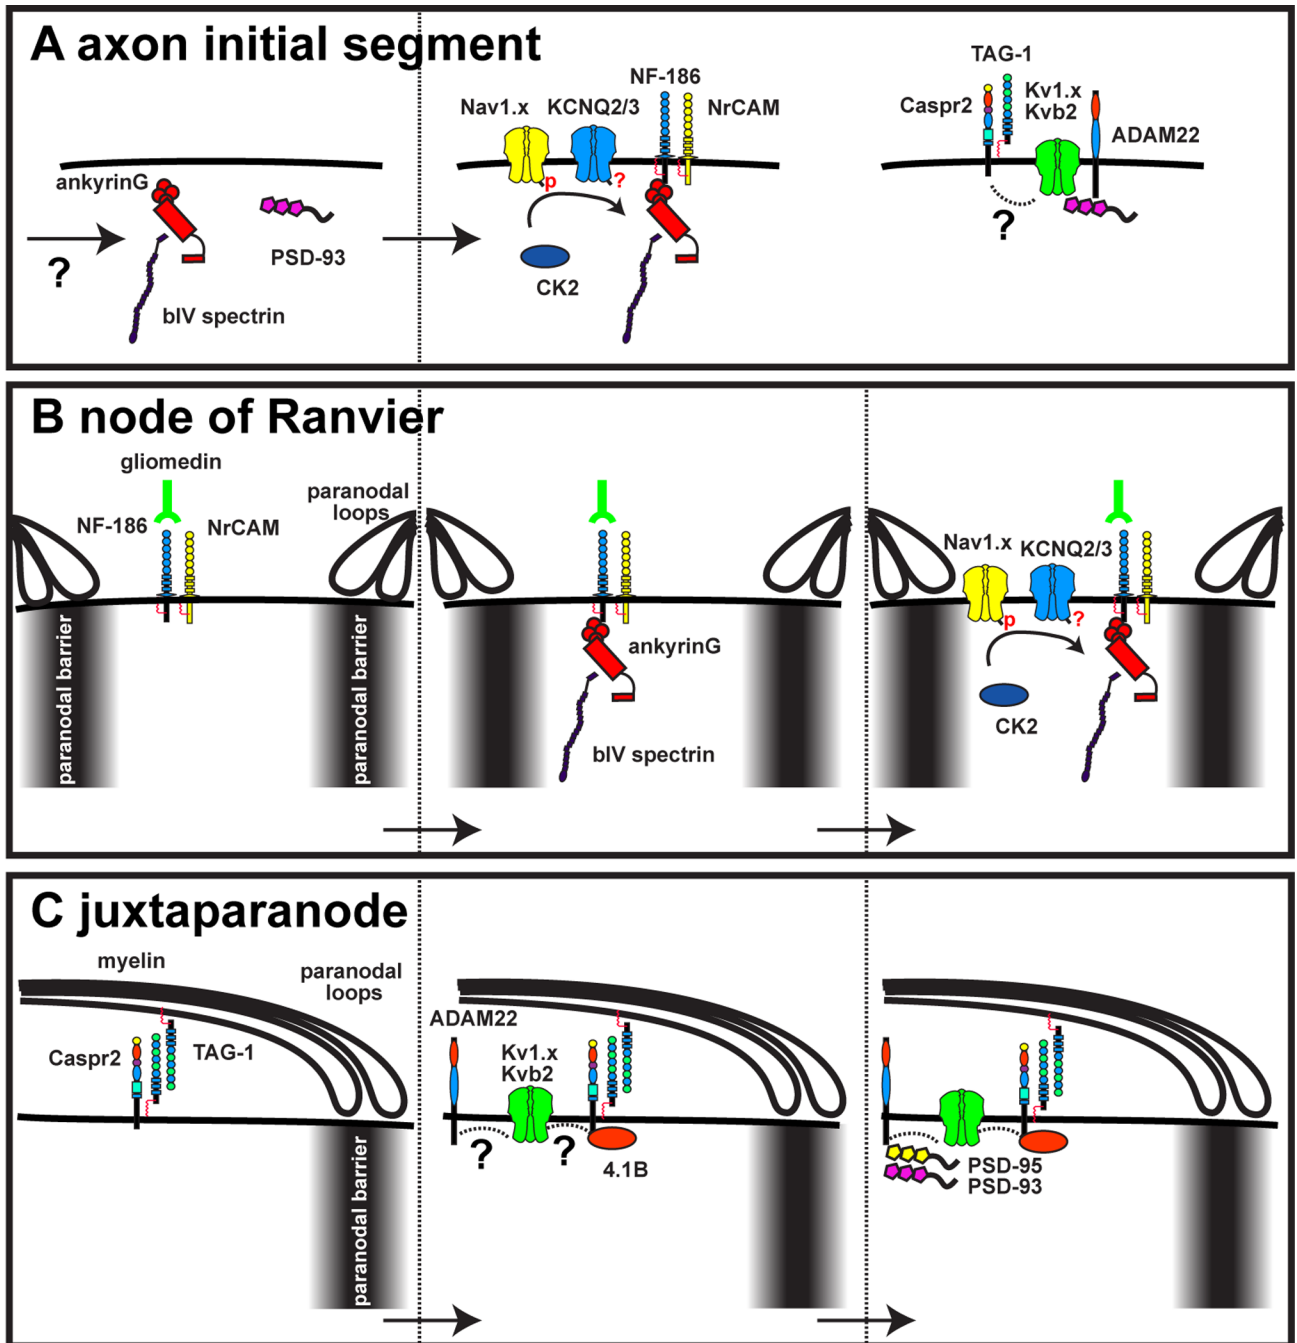 A axon initial segment
ankyrinG
?
PSD-93
bIV spectrin
Nav1.x
KCNQ2/3
NF-186
NrCAM
p
?
CK2
TAG-1
Caspr2
Kv1.x
Kvb2
ADAM22
?
B node of Ranvier
gliomedin
NF-186
NrCAM
paranodal
loops
paranodal barrier
paranodal barrier
ankyrinG
bIV spectrin
Nav1.x
KCNQ2/3
p
?
CK2
C juxtaparanode
myelin
paranodal
loops
Caspr2
TAG-1
paranodal barrier
ADAM22
Kv1.x
Kvb2
?
?
4.1B
PSD-95
PSD-93